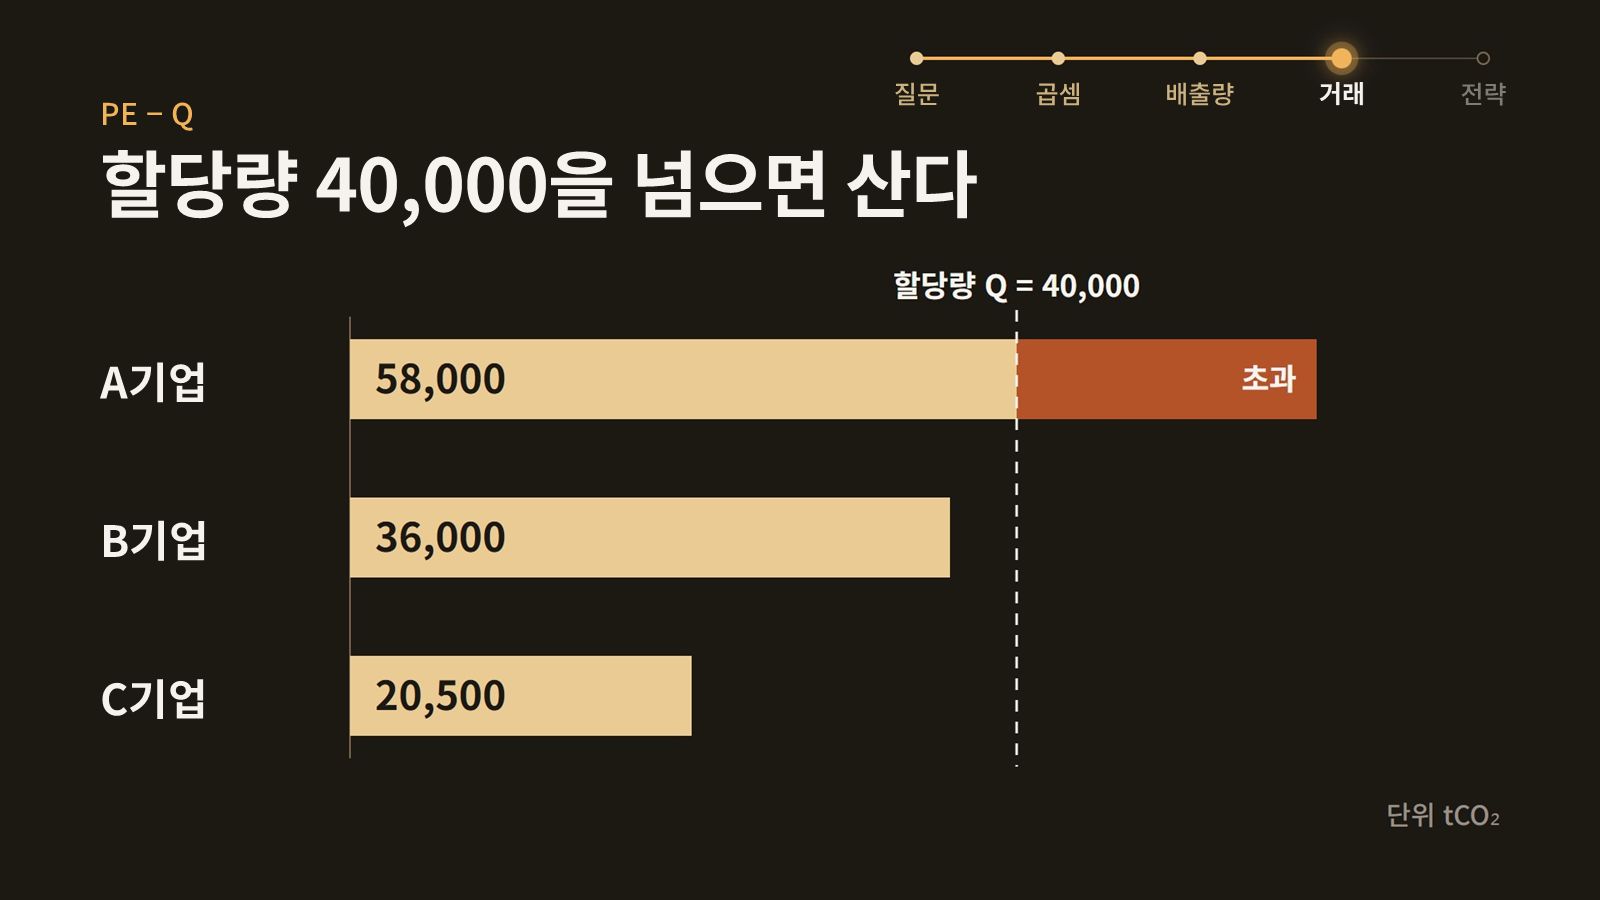 질문 곱셈 배출량 거래 전략
PE – Q
할당량 40,000을 넘으면 산다
할당량 Q = 40,000
A기업 58,000 초과
B기업 36,000
C기업 20,500
단위 tCO₂